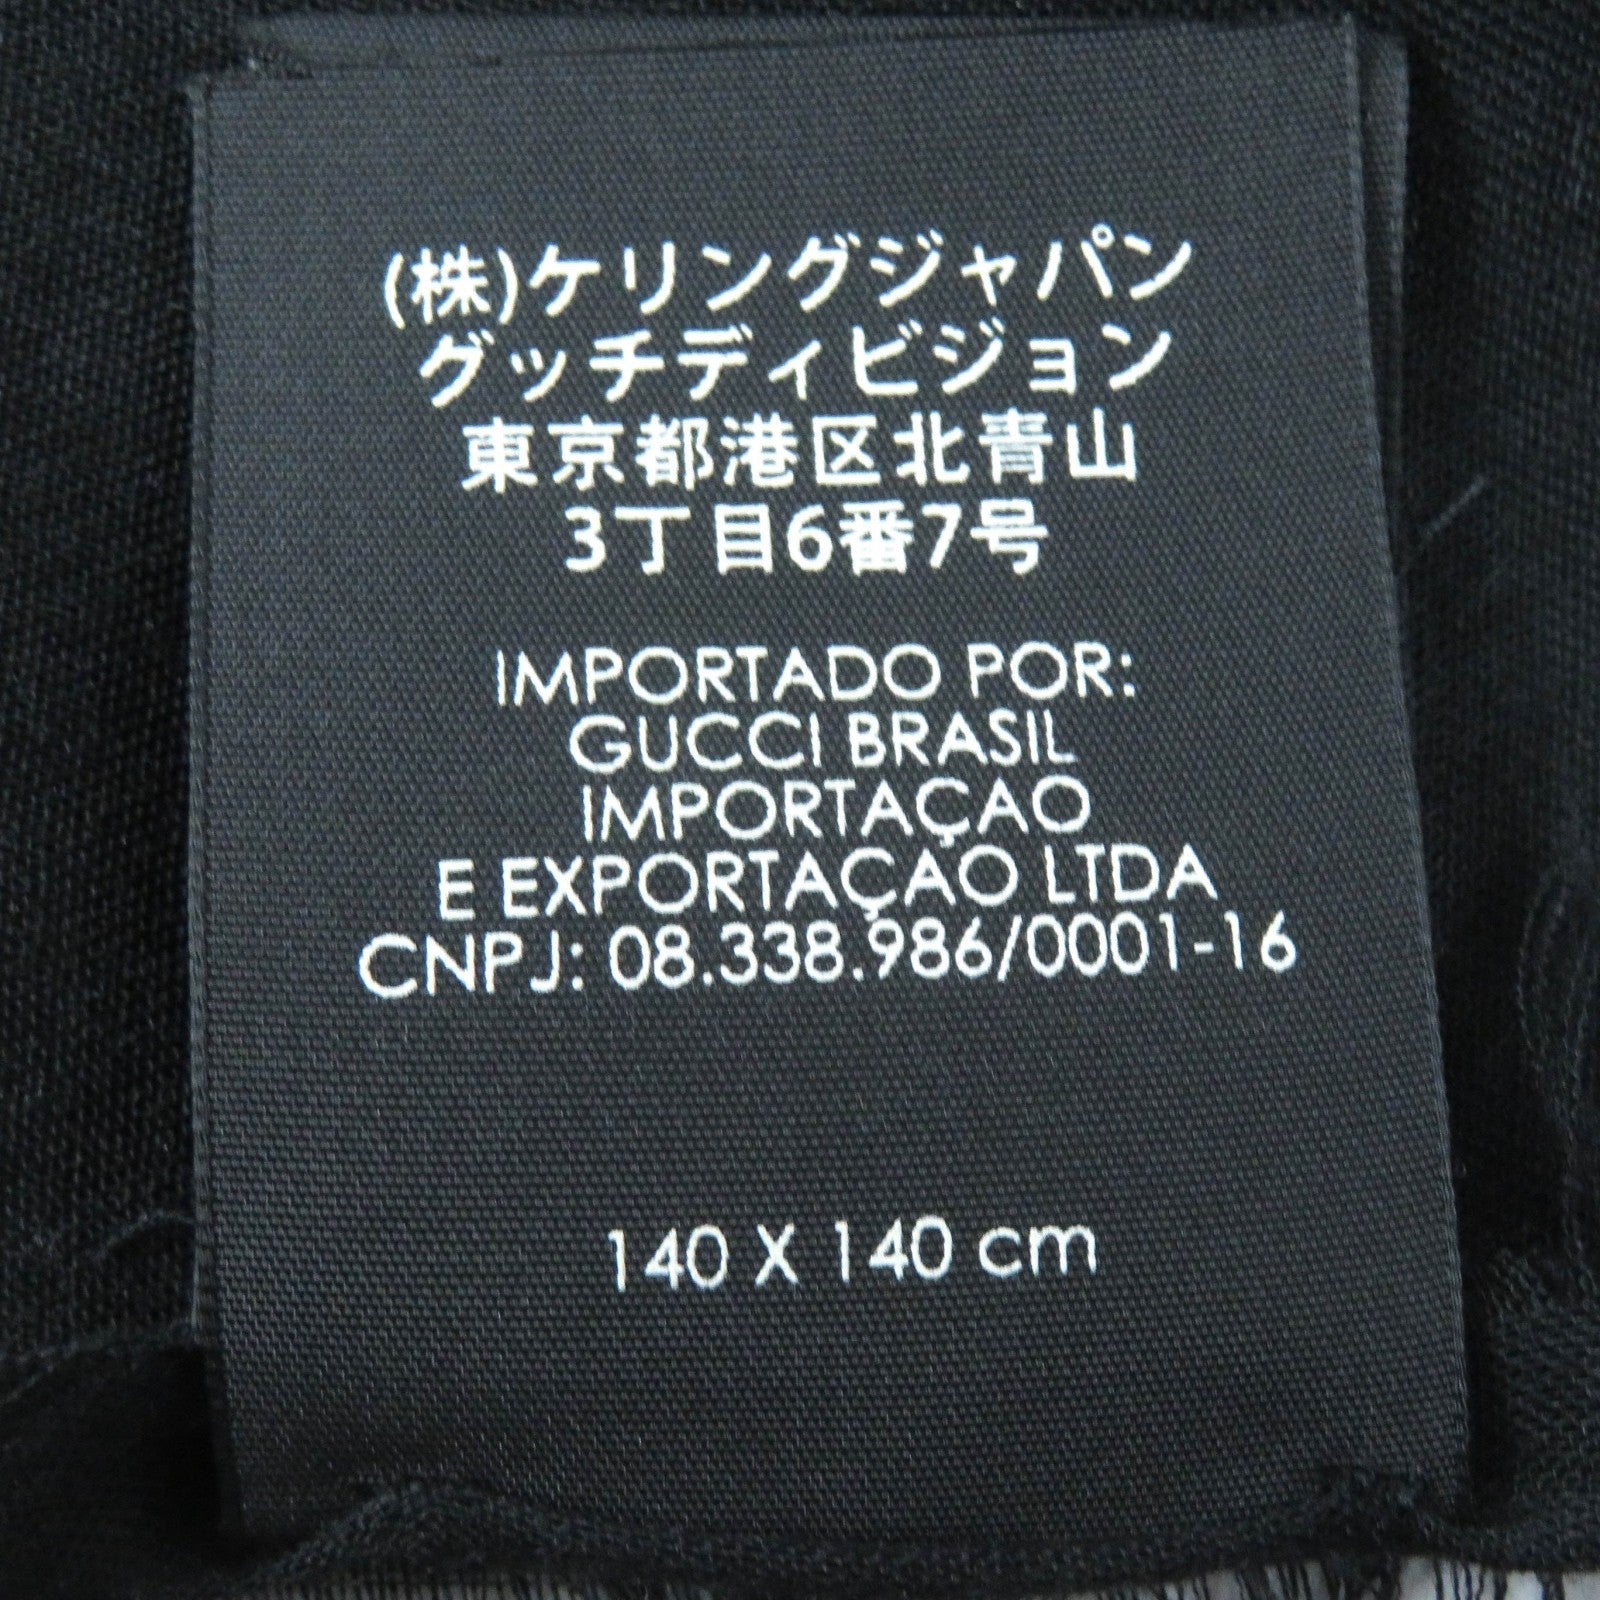 (株)ケリングジャパン
グッチディビジョン
東京都港区北青山
3丁目6番7号
IMPORTADO POR:
GUCCI BRASIL
IMPORTAÇAO
E EXPORTAÇAO LTDA
CNPJ: 08.338.986/0001-16
140 X 140 cm